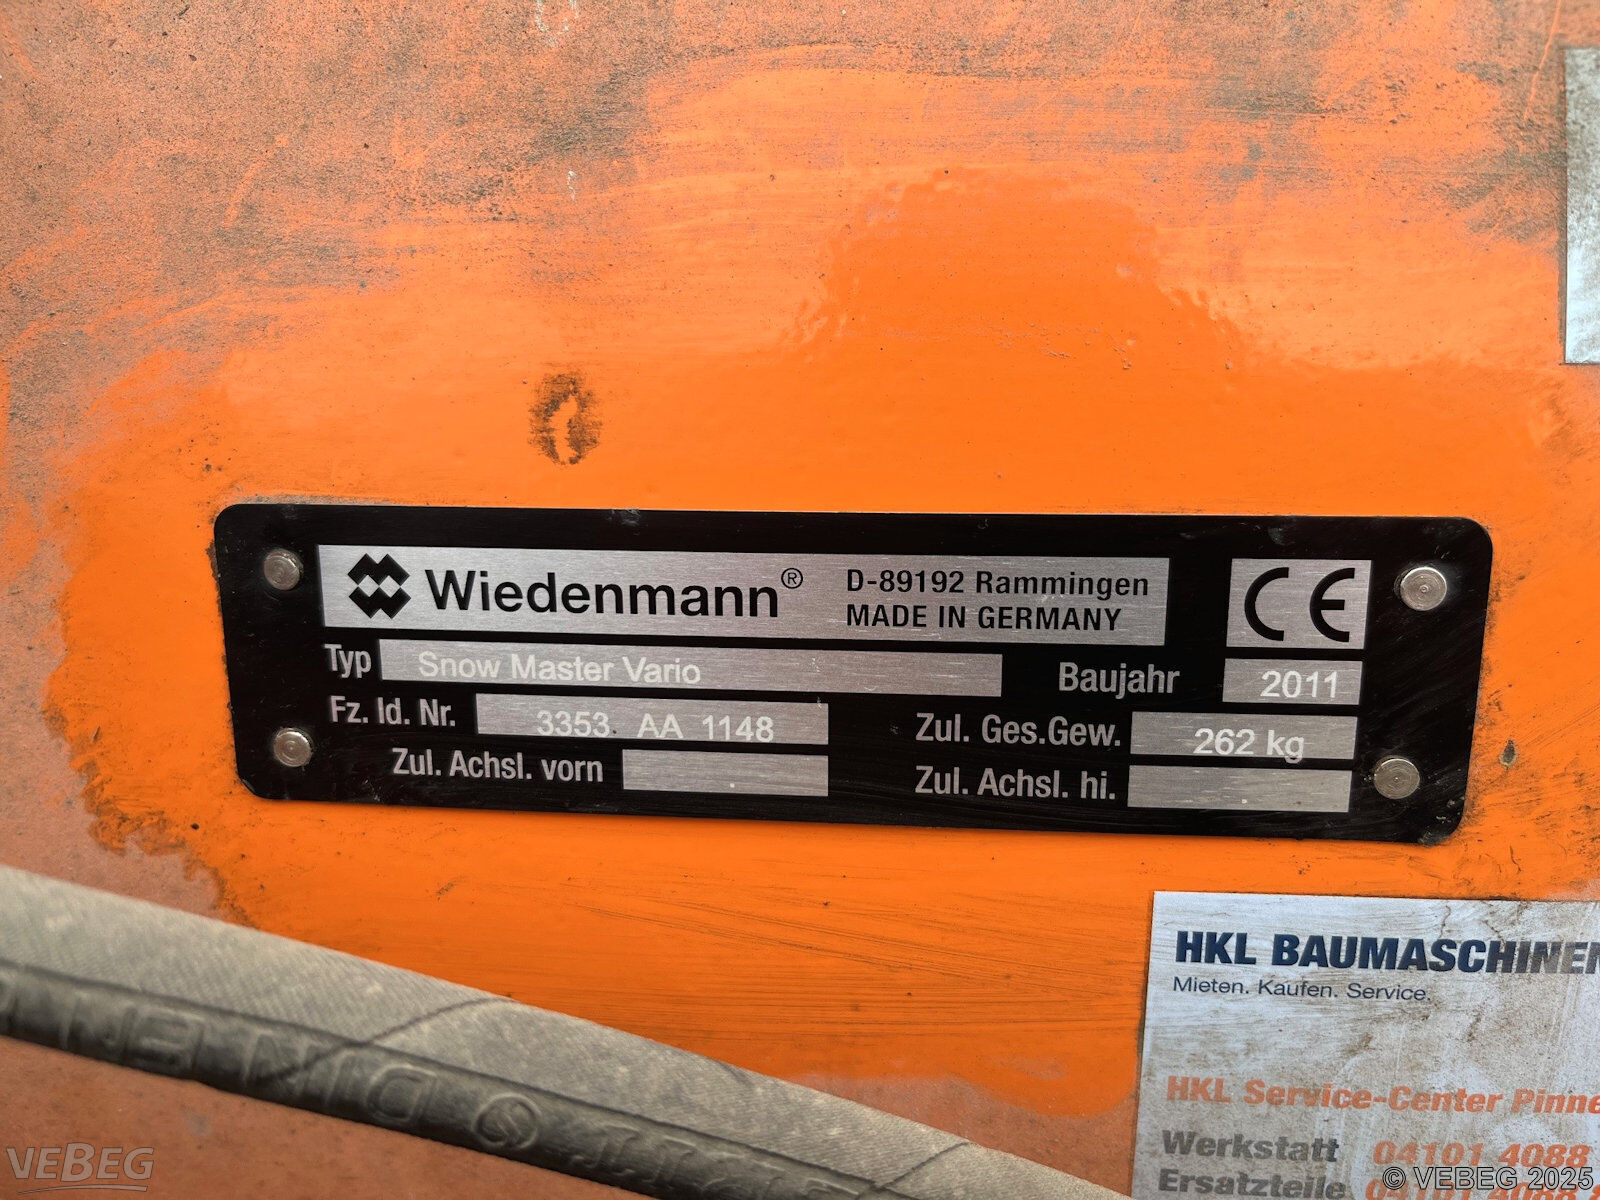 Wiedenmann® D-89192 Rammingen
MADE IN GERMANY
CE
Typ Snow Master Vario
Baujahr 2011
Fz. Id. Nr. 3353 AA 1148
Zul. Ges.Gew. 262 kg
Zul. Achsl. vorn
Zul. Achsl. hi.
HKL BAUMASCHINEN
Mieten. Kaufen. Service.
HKL Service-Center Pinne
Werkstatt 04101 4088
Ersatzteile
VEBEG
© VEBEG 2025